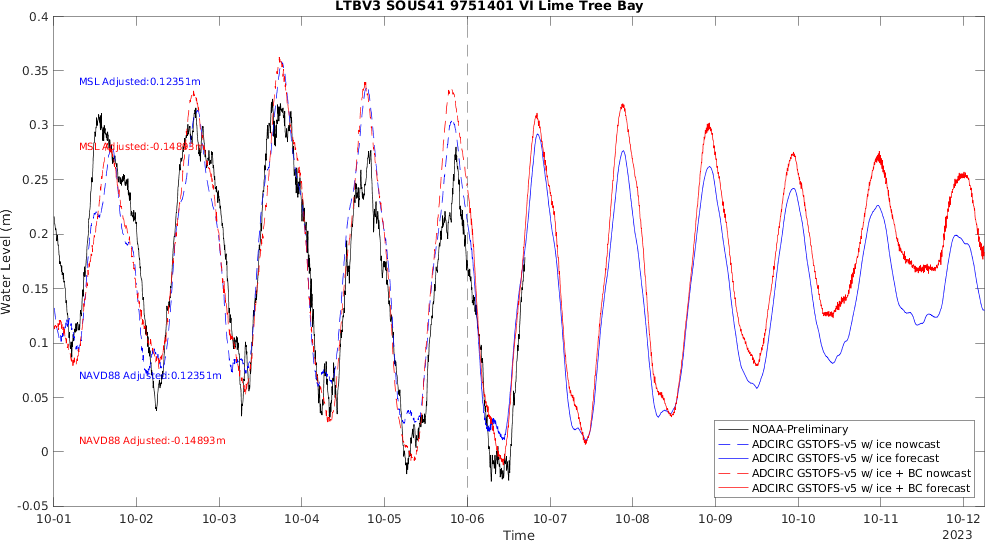 LTBV3 SOUS41 9751401 VI Lime Tree Bay
Water Level (m)
0.4
0.35
0.3
0.25
0.2
0.15
0.1
0.05
0
-0.05
MSL Adjusted:0.12351m
MSL Adjusted:-0.14893m
NAVD88 Adjusted:0.12351m
NAVD88 Adjusted:-0.14893m
NOAA-Preliminary
ADCIRC GSTOFS-v5 w/ ice nowcast
ADCIRC GSTOFS-v5 w/ ice forecast
ADCIRC GSTOFS-v5 w/ ice + BC nowcast
ADCIRC GSTOFS-v5 w/ ice + BC forecast
10-01 10-02 10-03 10-04 10-05 10-06 10-07 10-08 10-09 10-10 10-11 10-12
Time
2023